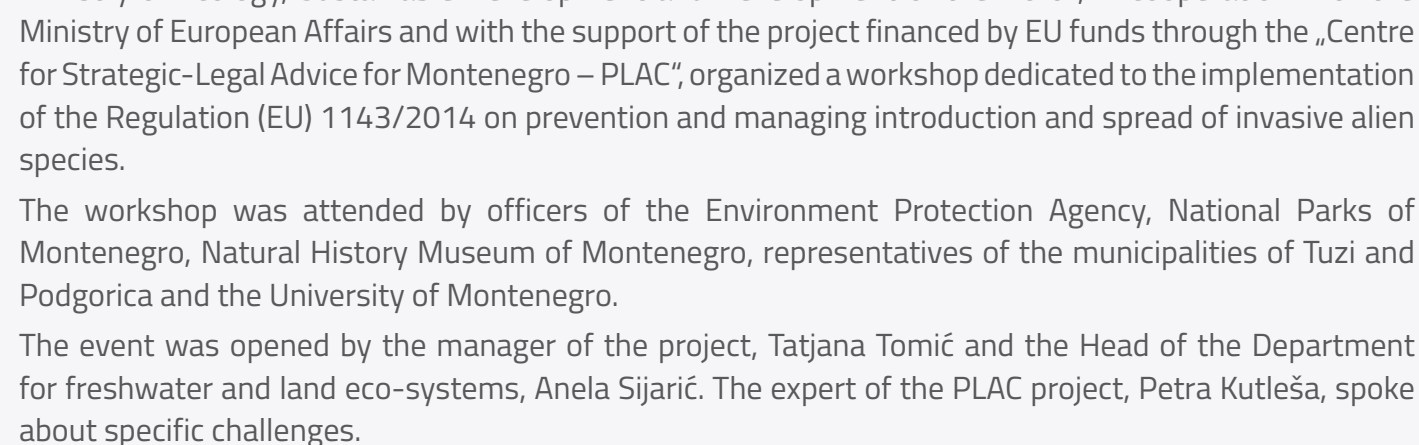 Ministry of European Affairs and with the support of the project financed by EU funds through the „Centre
for Strategic-Legal Advice for Montenegro – PLAC“, organized a workshop dedicated to the implementation
of the Regulation (EU) 1143/2014 on prevention and managing introduction and spread of invasive alien
species.
The workshop was attended by officers of the Environment Protection Agency, National Parks of
Montenegro, Natural History Museum of Montenegro, representatives of the municipalities of Tuzi and
Podgorica and the University of Montenegro.
The event was opened by the manager of the project, Tatjana Tomić and the Head of the Department
for freshwater and land eco-systems, Anela Sijarić. The expert of the PLAC project, Petra Kutleša, spoke
about specific challenges.